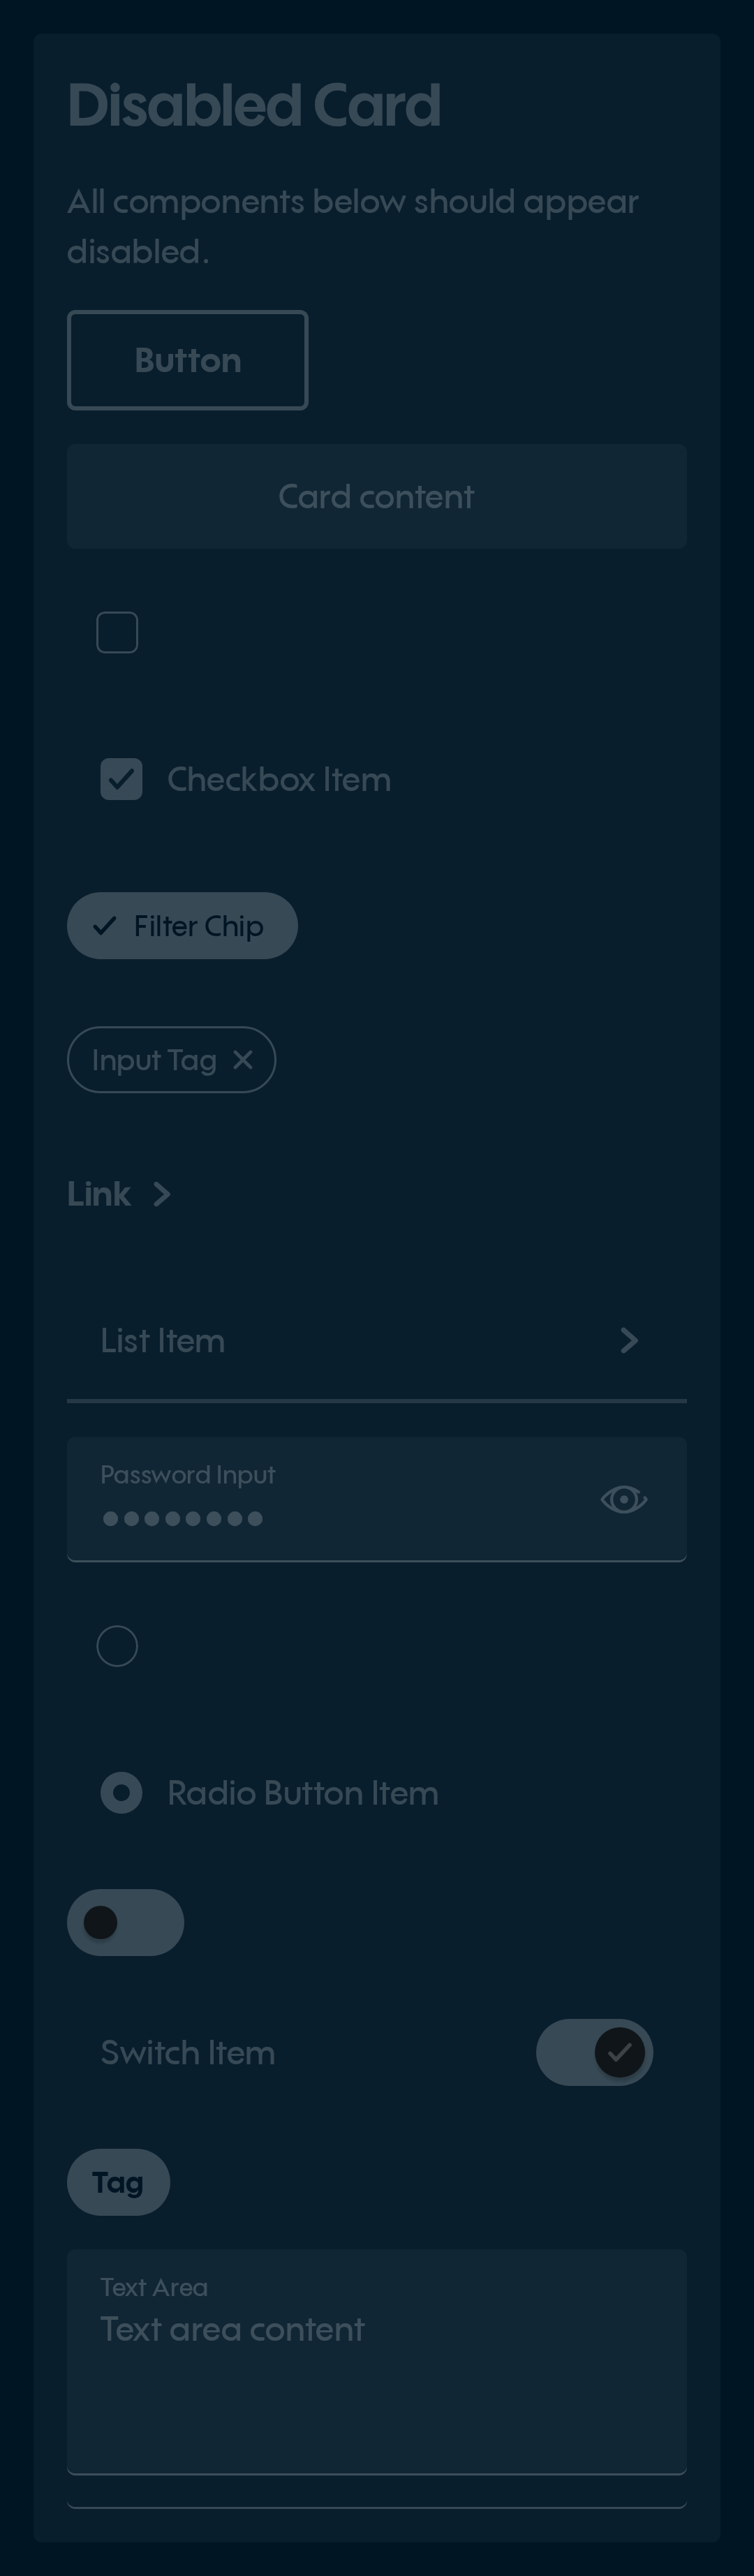 Disabled Card
All components below should appear
disabled.
Button
Card content
Checkbox Item
Filter Chip
Input Tag
Link
List Item
Password Input
••••••••
Radio Button Item
Switch Item
Tag
Text Area
Text area content